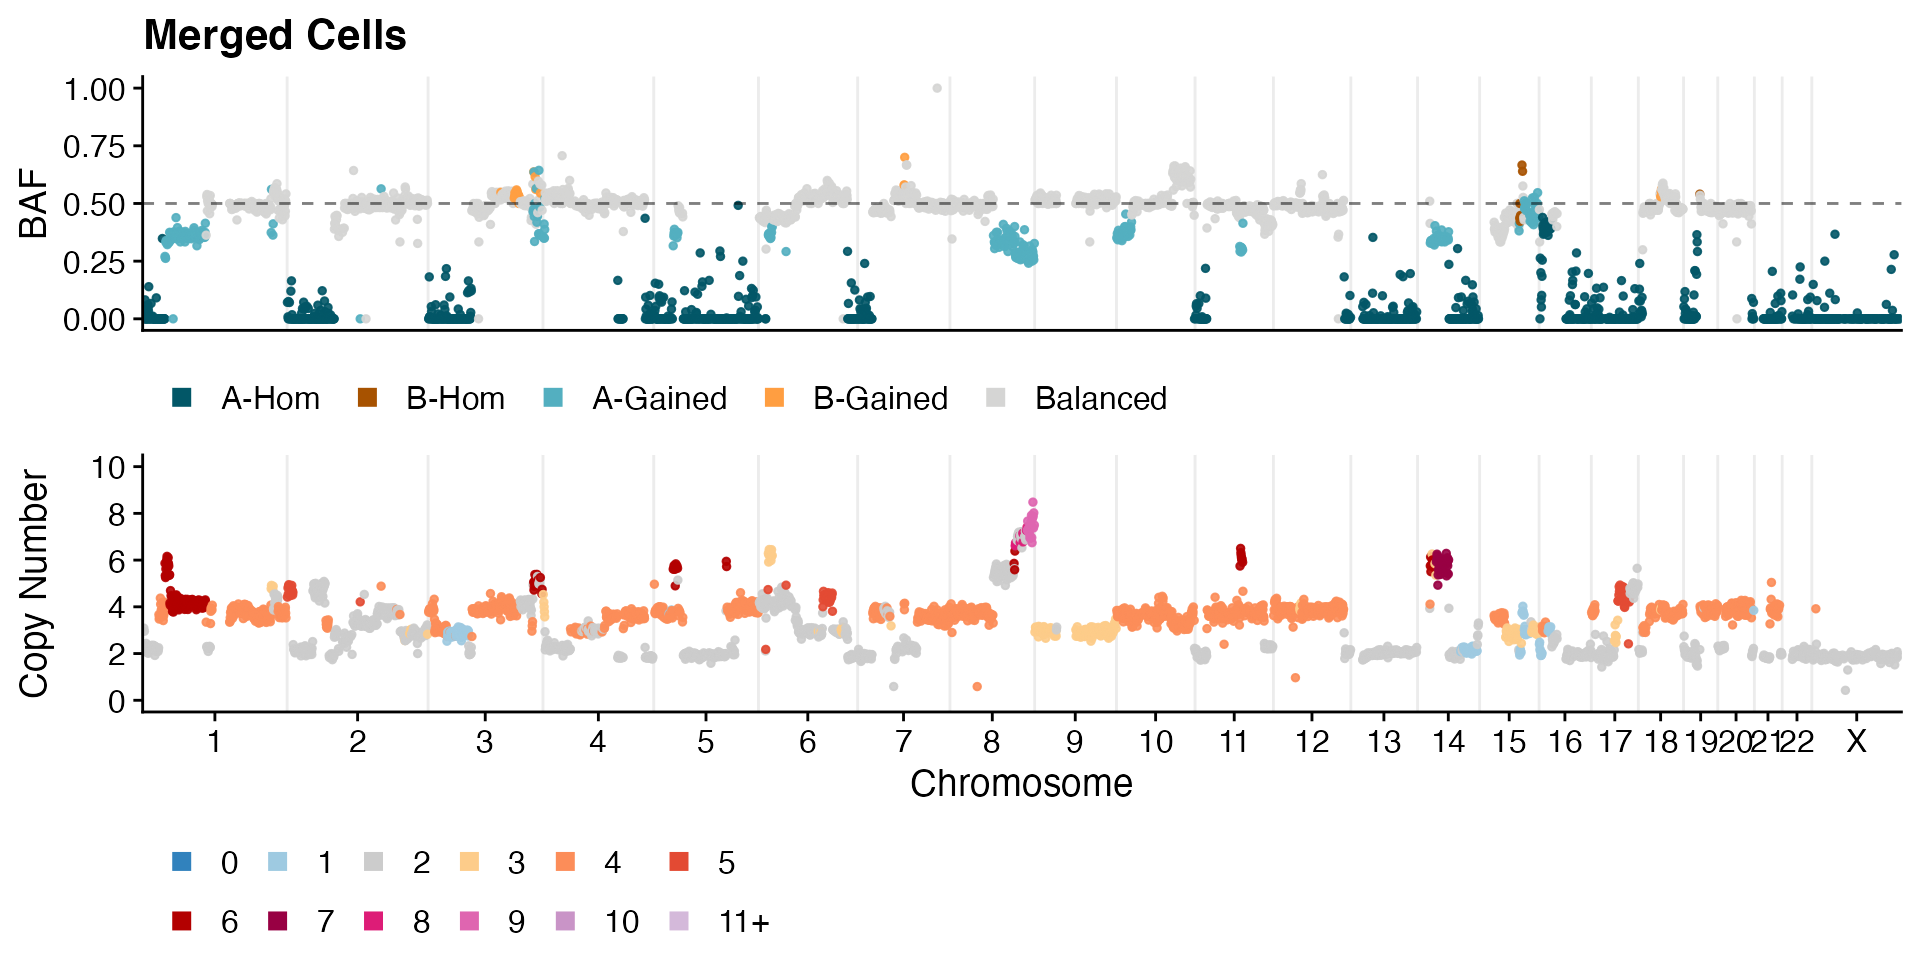 Merged Cells
BAF
1.00
0.75
0.50
0.25
0.00
A-Hom B-Hom A-Gained B-Gained Balanced
Copy Number
10
8
6
4
2
0
1 2 3 4 5 6 7 8 9 10 11 12 13 14 15 16 17 18 19 20 21 22 X
Chromosome
0 1 2 3 4 5
6 7 8 9 10 11+